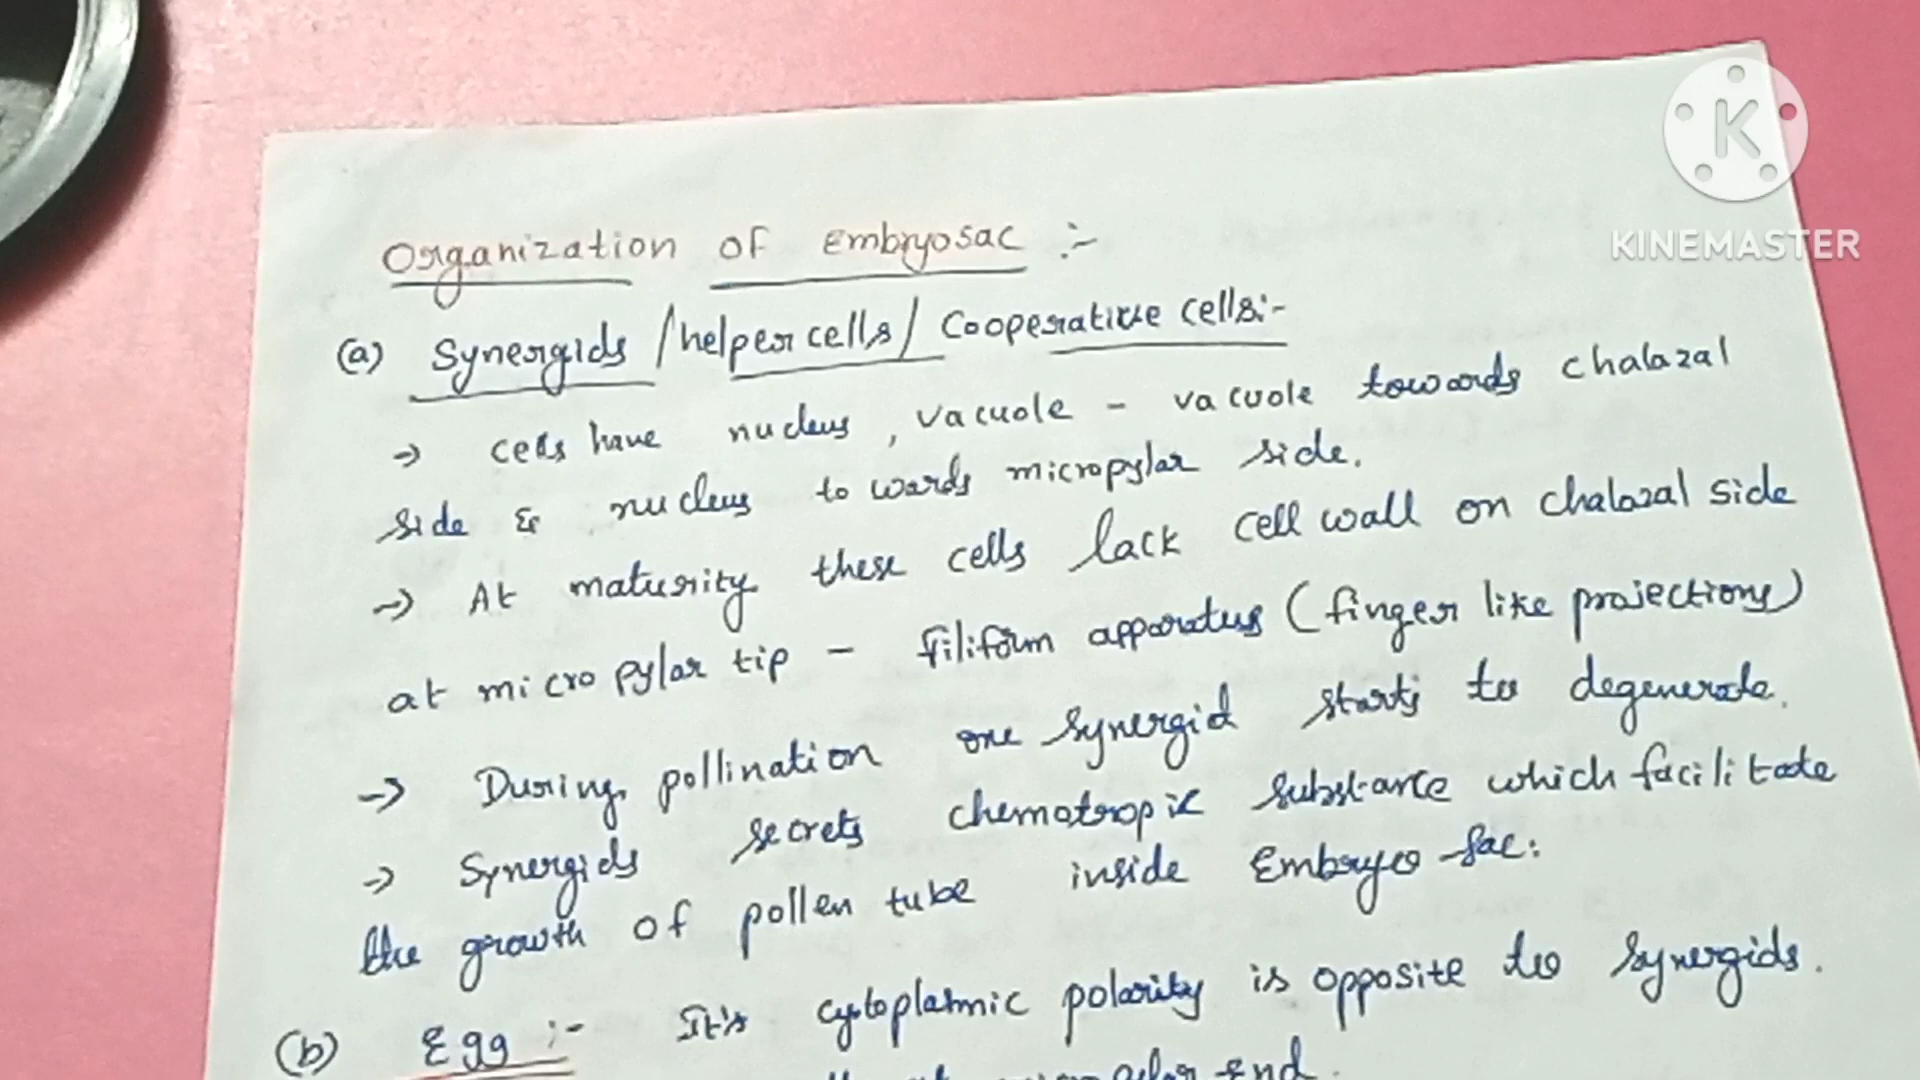 Organization of Embryosac :-
(a) Synergids / helper cells / Cooperative cells:-
→ cells have nucleus, vacuole - vacuole towards chalazal
side & nucleus towards micropylar side.
→ At maturity these cells lack cell wall on chalazal side
at micropylar tip - filiform apparatus (finger like projections)
→ During pollination one synergid starts to degenerate.
→ Synergids secrets chemotropic substance which facilitate
the growth of pollen tube inside Embryo sac.
(b) Egg :- It's cytoplasmic polarity is opposite to synergids.
end.
K
KINEMASTER